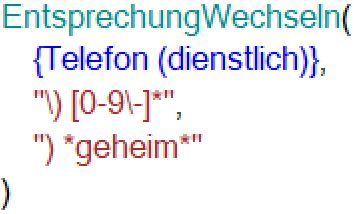 EntsprechungWechseln(
{Telefon (dienstlich)},
"\) [0-9\-]*",
") *geheim*"
)